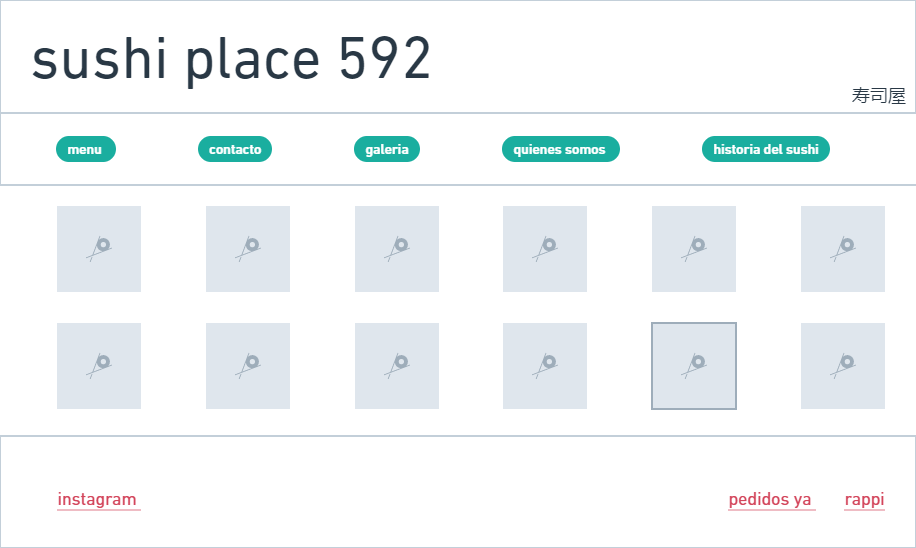 sushi place 592
寿司屋
menu contacto galeria quienes somos historia del sushi
instagram pedidos ya rappi